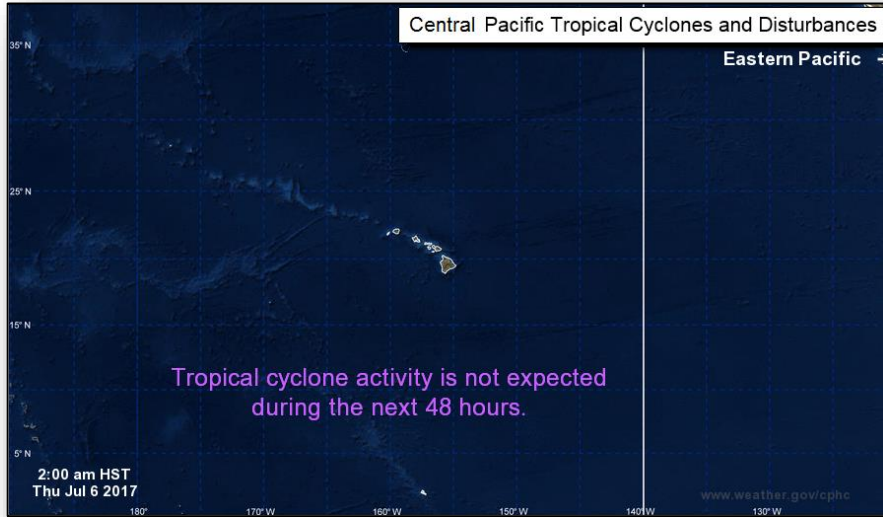 Central Pacific Tropical Cyclones and Disturbances
35° N
Eastern Pacific
25° N
15° N
Tropical cyclone activity is not expected
during the next 48 hours.
5° N
2:00 am HST
Thu Jul 6 2017
www.weather.gov/cphc
180° 170° W 160° W 150° W 140° W 130° W